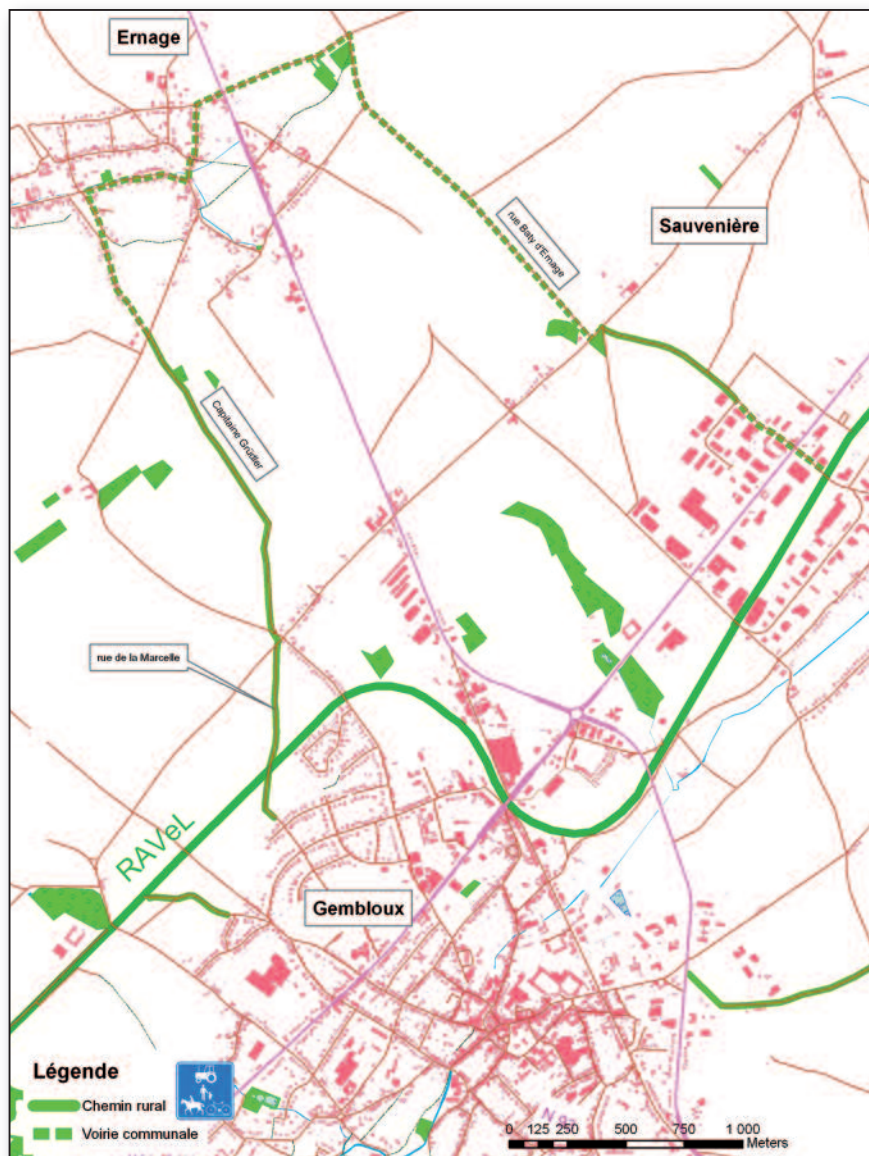 Ernage
Sauvenière
rue Baty d'Ernage
Capitaine Grüdler
rue de la Marcelle
RAVeL
Gembloux
Légende
Chemin rural
Voirie communale
0 125 250 500 750 1 000
Meters